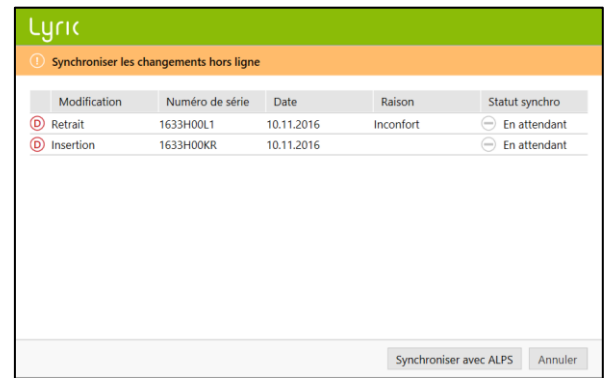 Lyric
Synchroniser les changements hors ligne
Modification Numéro de série Date Raison Statut synchro
D Retrait 1633H00L1 10.11.2016 Inconfort En attendant
D Insertion 1633H00KR 10.11.2016 En attendant
Synchroniser avec ALPS Annuler